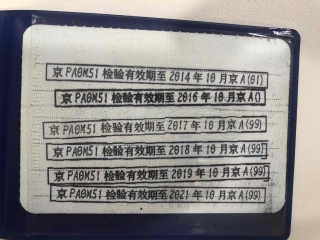 京PA0M51检验有效期至2014年10月京A(01)
京PA0M51检验有效期至2016年10月京A()
京PA0M51检验有效期至2017年10月京A(99)
京PA0M51检验有效期至2018年10月京A(99)
京PA0M51检验有效期至2019年10月京A(99)
京PA0M51检验有效期至2021年10月京A(99)